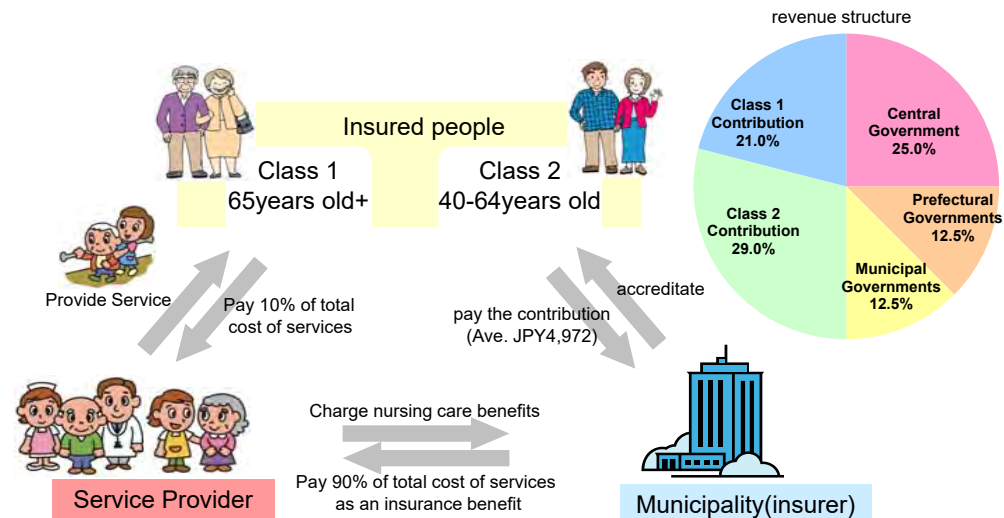 revenue structure
Class 1
Contribution
21.0%
Central
Government
25.0%
Class 2
Contribution
29.0%
Prefectural
Governments
12.5%
Municipal
Governments
12.5%
Insured people
Class 1
65years old+
Class 2
40-64years old
Provide Service
Pay 10% of total
cost of services
pay the contribution
(Ave. JPY4,972)
accreditate
Charge nursing care benefits
Pay 90% of total cost of services
as an insurance benefit
Service Provider
Municipality(insurer)